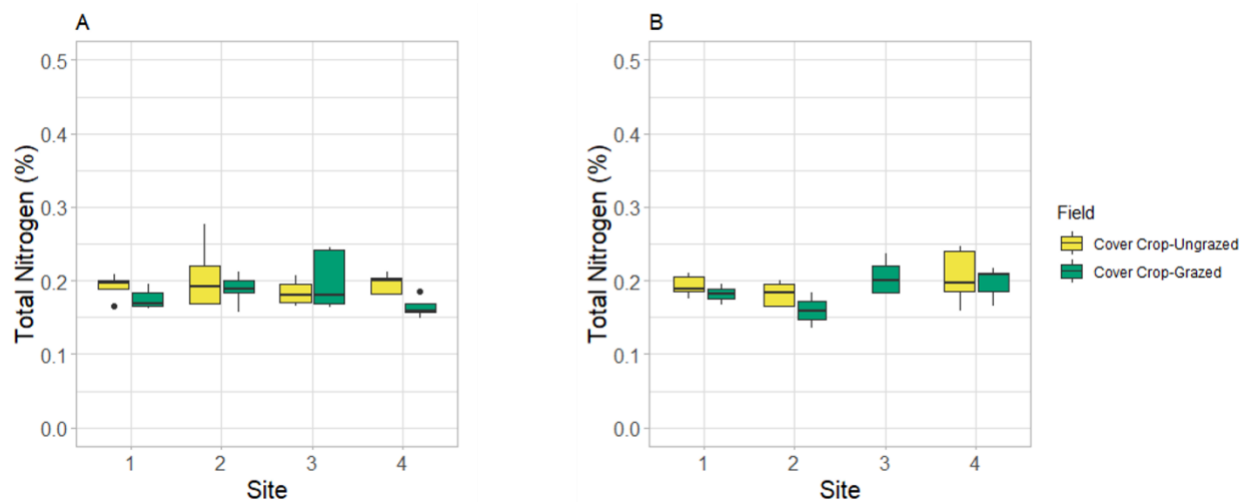 A
Total Nitrogen (%)
0.5
0.4
0.3
0.2
0.1
0.0
1 2 3 4
Site
B
Total Nitrogen (%)
0.5
0.4
0.3
0.2
0.1
0.0
1 2 3 4
Site
Field
Cover Crop-Ungrazed
Cover Crop-Grazed